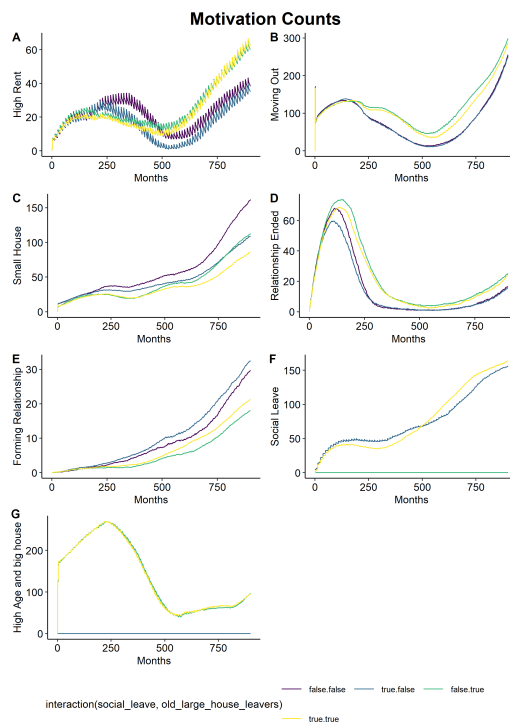 Motivation Counts
A
High Rent
60
40
20
0
0 250 500 750
Months
B
Moving Out
300
200
100
0
0 250 500 750
Months
C
Small House
150
100
50
0
0 250 500 750
Months
D
Relationship Ended
60
40
20
0
0 250 500 750
Months
E
Forming Relationship
30
20
10
0
0 250 500 750
Months
F
Social Leave
150
100
50
0
0 250 500 750
Months
G
High Age and big house
200
100
0
0 250 500 750
Months
interaction(social_leave, old_large_house_leavers)
false.false true.false false.true
true.true